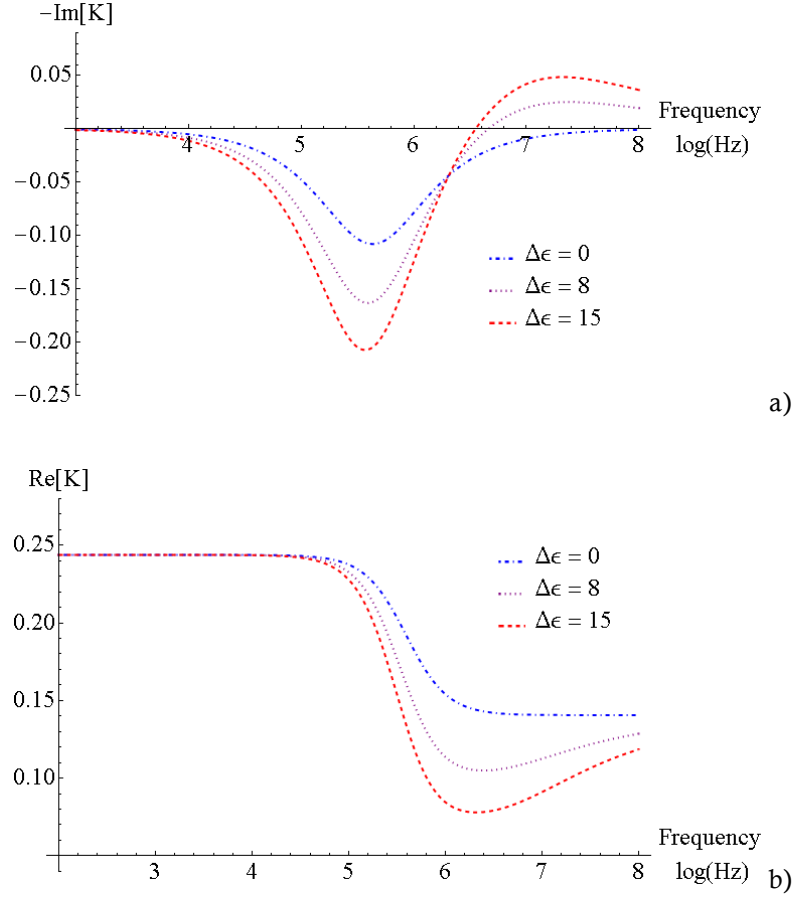 −Im[K]
0.05
Frequency
log(Hz)
4 5 6 7 8
−0.05
−0.10
−0.15
−0.20
−0.25
Δϵ = 0
Δϵ = 8
Δϵ = 15
a)
Re[K]
0.25
0.20
0.15
0.10
Δϵ = 0
Δϵ = 8
Δϵ = 15
Frequency
log(Hz)
3 4 5 6 7 8
b)